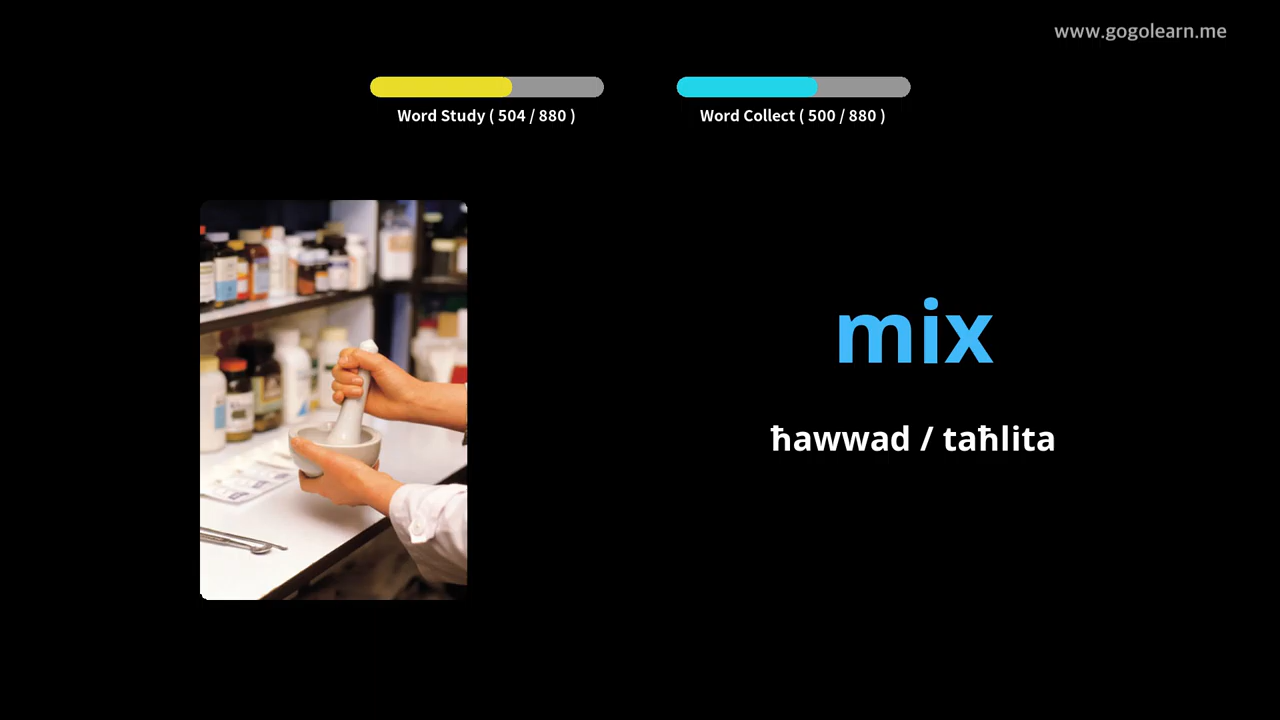 www.gogolearn.me
Word Study ( 504 / 880 )
Word Collect ( 500 / 880 )
mix
ħawwad / taħlita